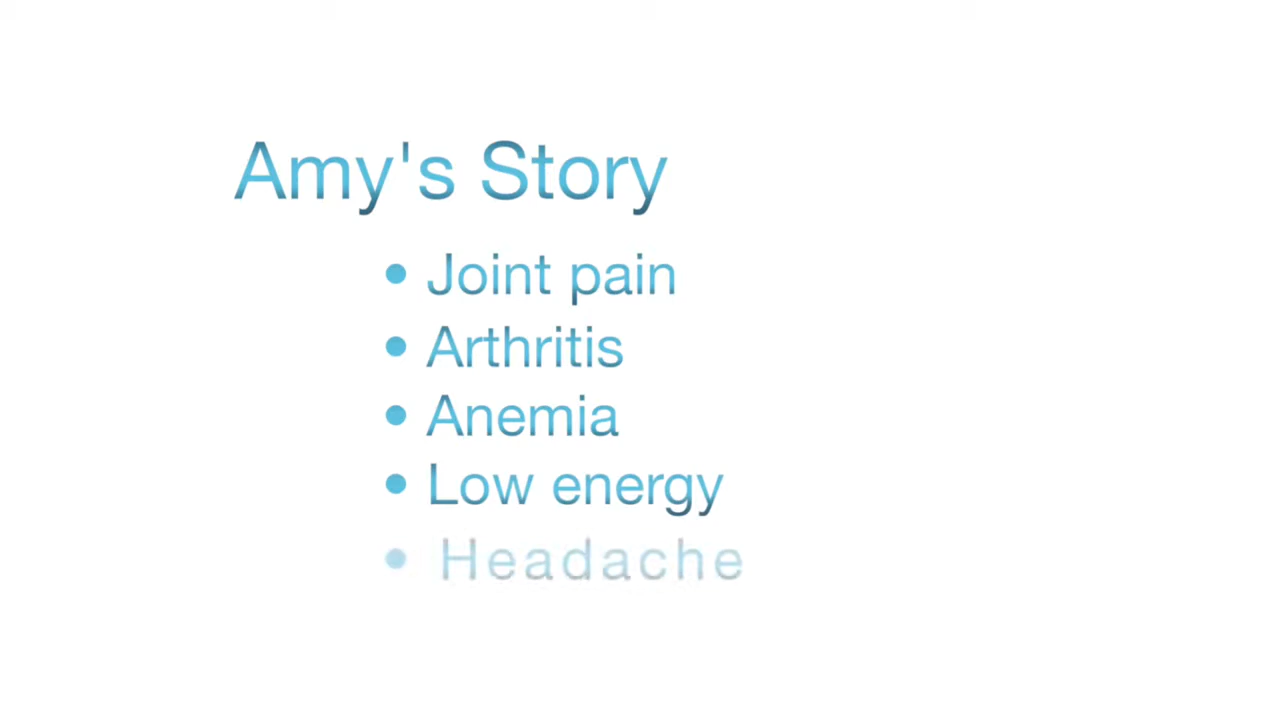 Amy's Story
• Joint pain
• Arthritis
• Anemia
• Low energy
• Headache